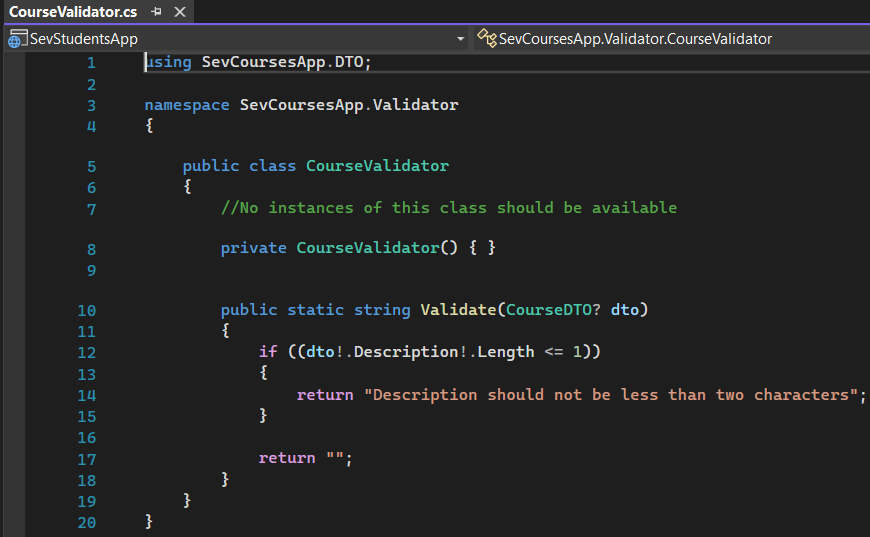 CourseValidator.cs
SevStudentsApp SevCoursesApp.Validator.CourseValidator
1 using SevCoursesApp.DTO;
2
3 namespace SevCoursesApp.Validator
4 {
5 public class CourseValidator
6 {
7 //No instances of this class should be available
8 private CourseValidator() { }
9
10 public static string Validate(CourseDTO? dto)
11 {
12 if ((dto!.Description!.Length <= 1))
13 {
14 return "Description should not be less than two characters";
15 }
16
17 return "";
18 }
19 }
20 }